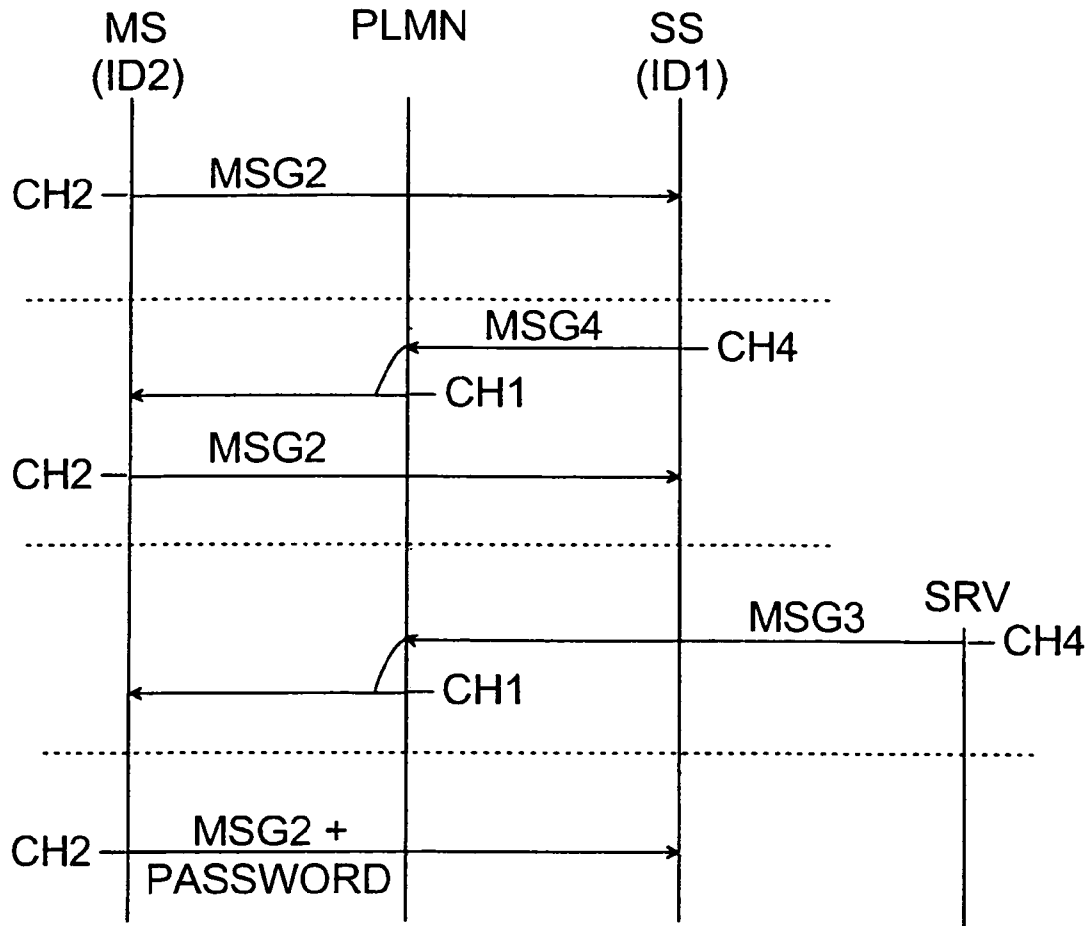 MS
(ID2)
PLMN
SS
(ID1)
CH2
MSG2
MSG4
CH4
CH1
CH2
MSG2
SRV
MSG3
CH4
CH1
CH2
MSG2 +
PASSWORD